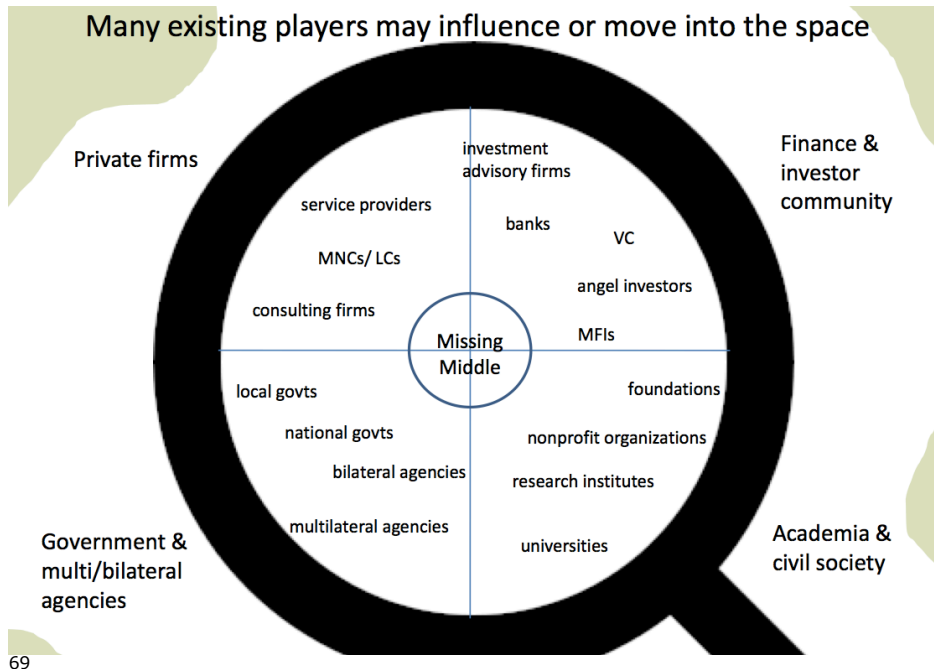 Many existing players may influence or move into the space
Private firms
service providers
MNCs/ LCs
consulting firms
investment
advisory firms
banks
VC
angel investors
MFIs
Finance &
investor
community
Missing
Middle
local govts
national govts
bilateral agencies
multilateral agencies
Government &
multi/bilateral
agencies
foundations
nonprofit organizations
research institutes
universities
Academia &
civil society
69